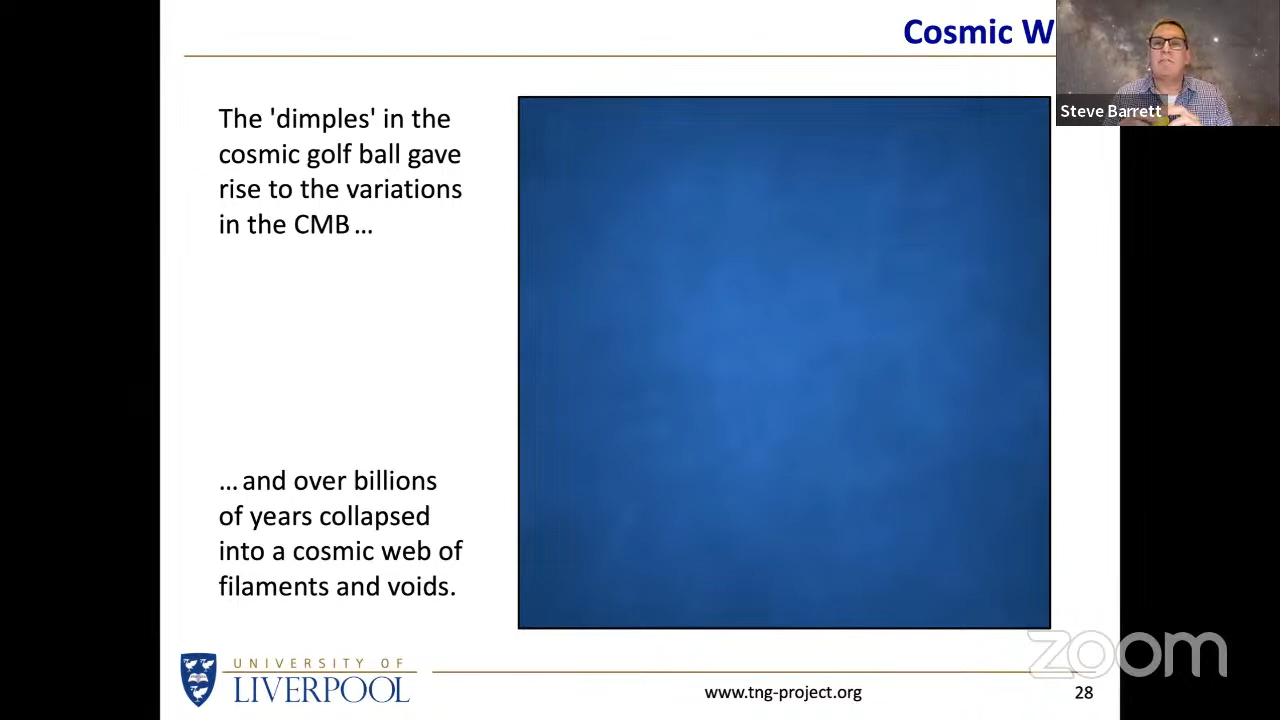 Cosmic W
Steve Barrett
The 'dimples' in the
cosmic golf ball gave
rise to the variations
in the CMB ...
... and over billions
of years collapsed
into a cosmic web of
filaments and voids.
UNIVERSITY OF
LIVERPOOL
www.tng-project.org
28
zoom